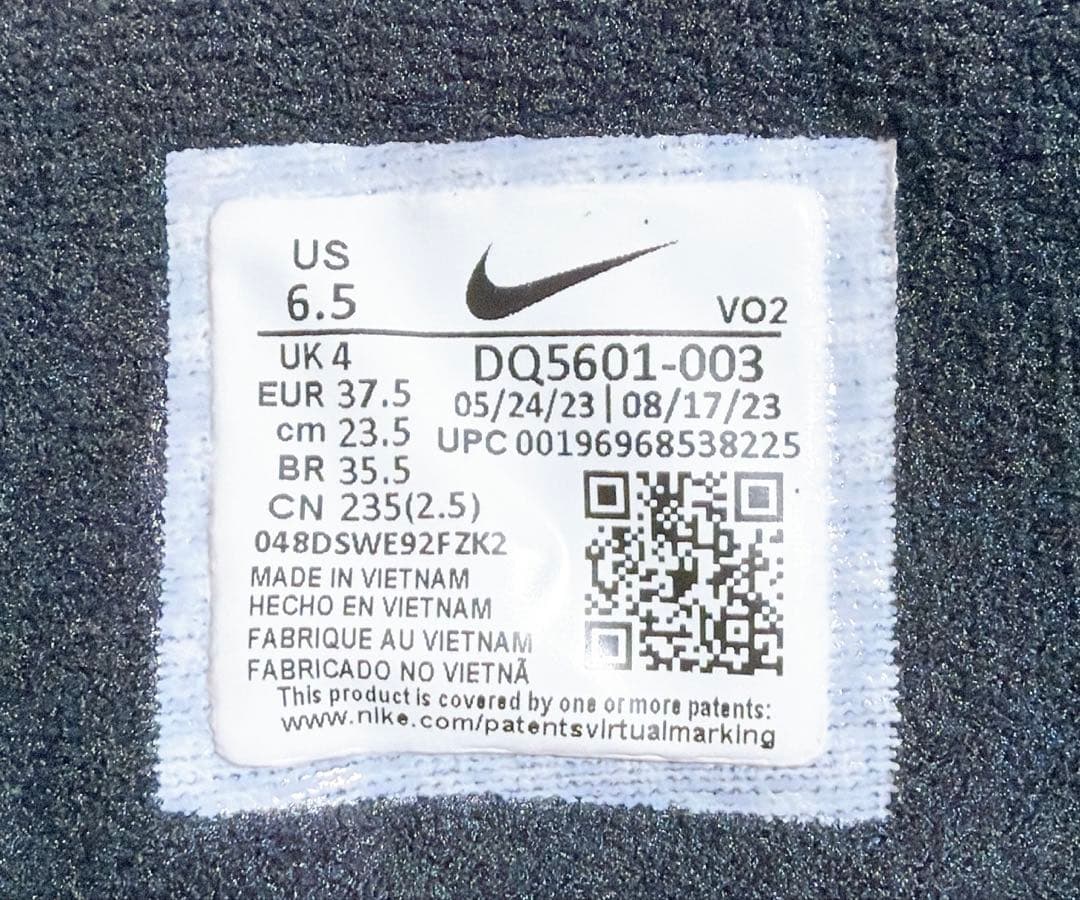 US
6.5
VO2
UK 4
EUR 37.5
cm 23.5
BR 35.5
CN 235(2.5)
DQ5601-003
05/24/23 | 08/17/23
UPC 00196968538225
048DSWE92FZK2
MADE IN VIETNAM
HECHO EN VIETNAM
FABRIQUE AU VIETNAM
FABRICADO NO VIETNÃ
This product is covered by one or more patents:
www.nike.com/patentsvirtualmarking